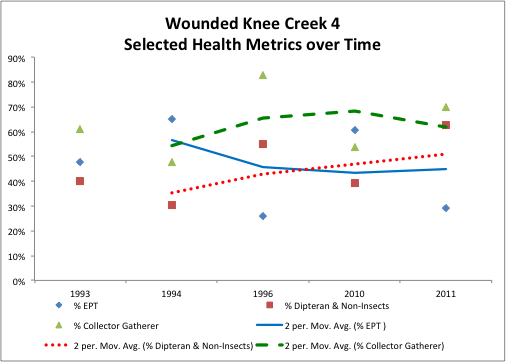 Wounded Knee Creek 4
Selected Health Metrics over Time
90%
80%
70%
60%
50%
40%
30%
20%
10%
0%
1993 1994 1996 2010 2011
% EPT % Dipteran & Non-Insects
% Collector Gatherer 2 per. Mov. Avg. (% EPT )
2 per. Mov. Avg. (% Dipteran & Non-Insects) 2 per. Mov. Avg. (% Collector Gatherer)